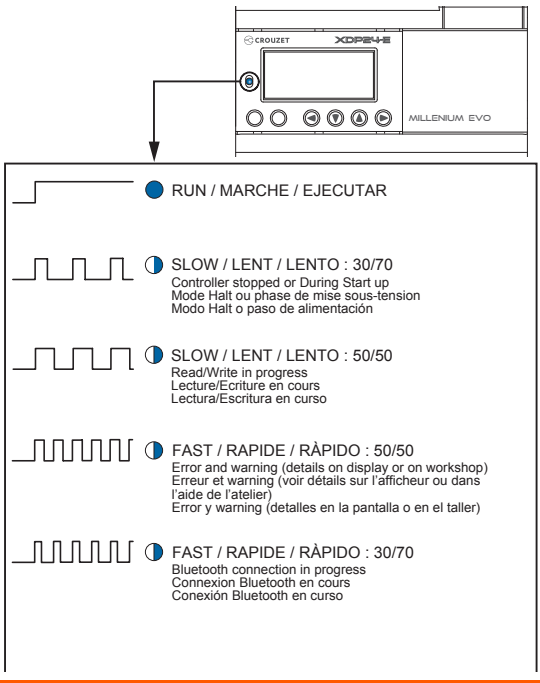 CROUZET
XDP24-E
MILLENIUM EVO
RUN / MARCHE / EJECUTAR
SLOW / LENT / LENTO : 30/70
Controller stopped or During Start up
Mode Halt ou phase de mise sous-tension
Modo Halt o paso de alimentación
SLOW / LENT / LENTO : 50/50
Read/Write in progress
Lecture/Ecriture en cours
Lectura/Escritura en curso
FAST / RAPIDE / RÀPIDO : 50/50
Error and warning (details on display or on workshop)
Erreur et warning (voir détails sur l'afficheur ou dans
l'aide de l'atelier)
Error y warning (detalles en la pantalla o en el taller)
FAST / RAPIDE / RÀPIDO : 30/70
Bluetooth connection in progress
Connexion Bluetooth en cours
Conexión Bluetooth en curso